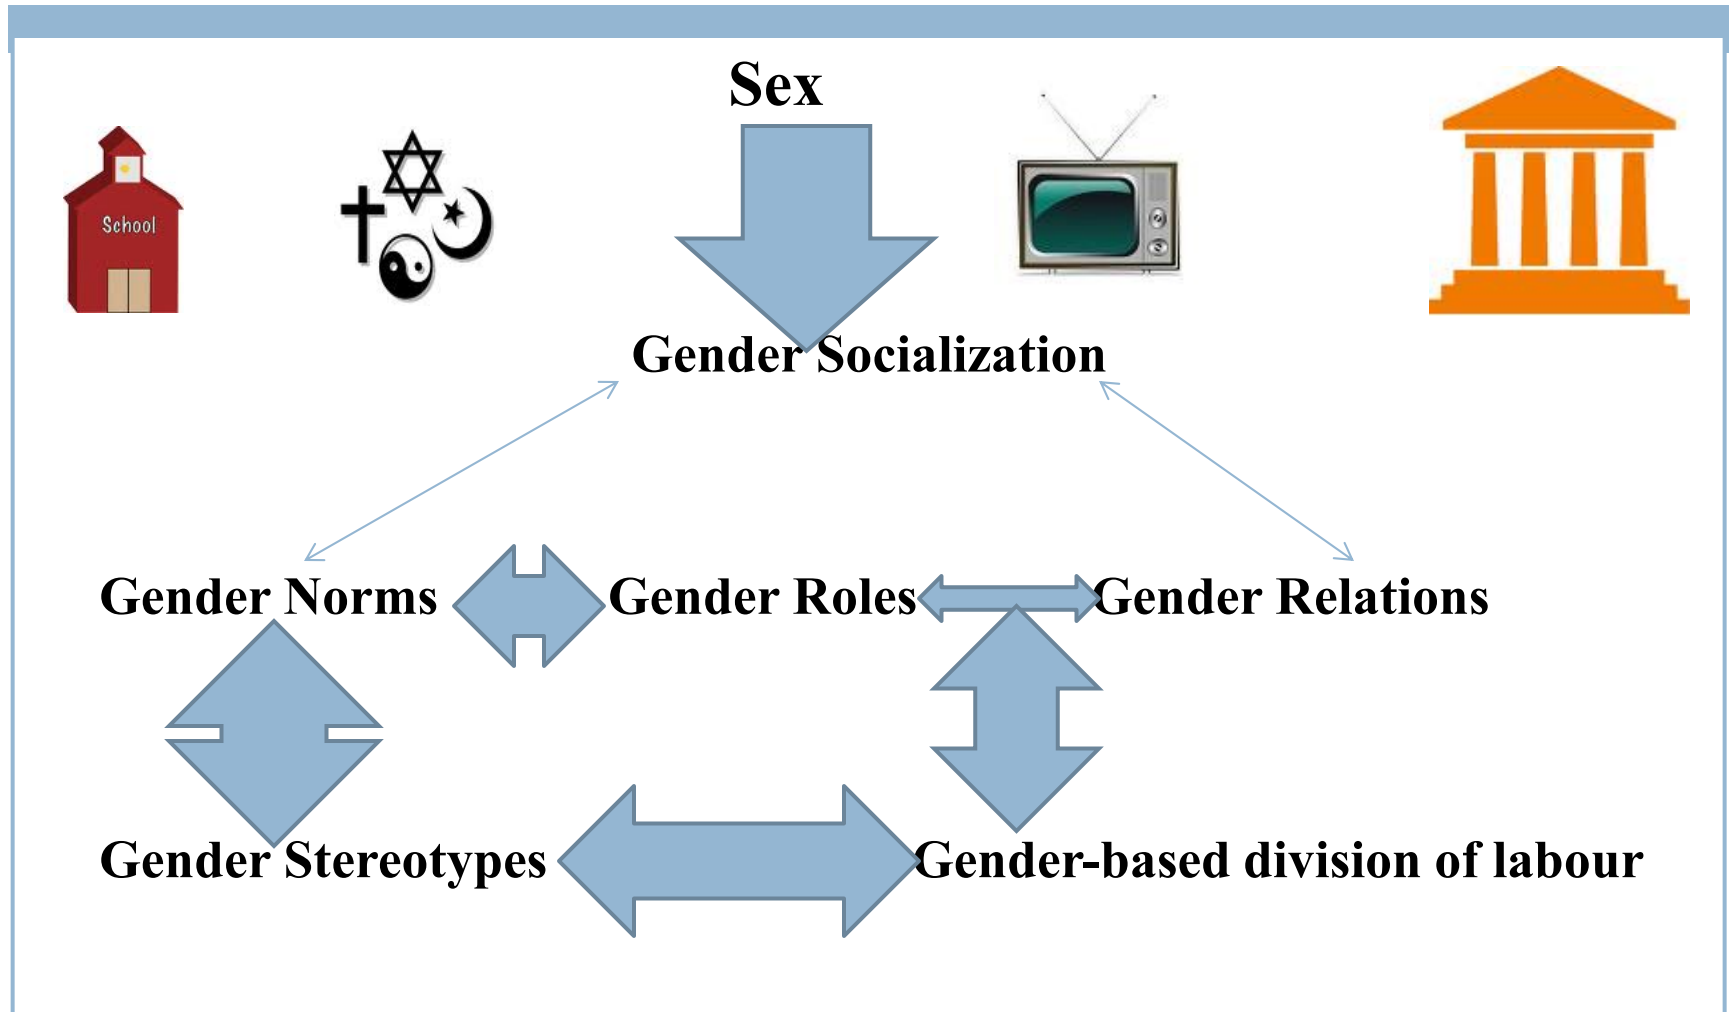 Sex
School
Gender Socialization
Gender Norms
Gender Roles
Gender Relations
Gender Stereotypes
Gender-based division of labour